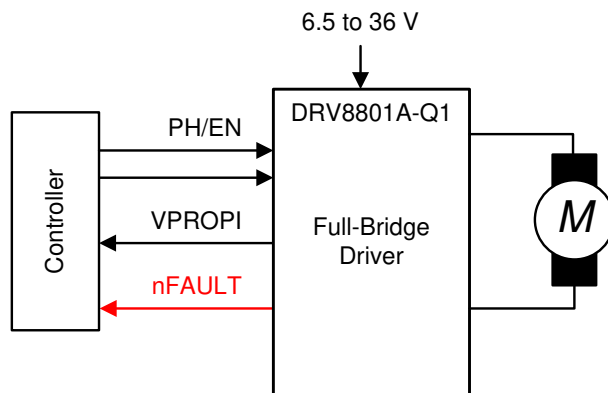 6.5 to 36 V
DRV8801A-Q1
PH/EN
VPROPI
nFAULT
Controller
Full-Bridge
Driver
M